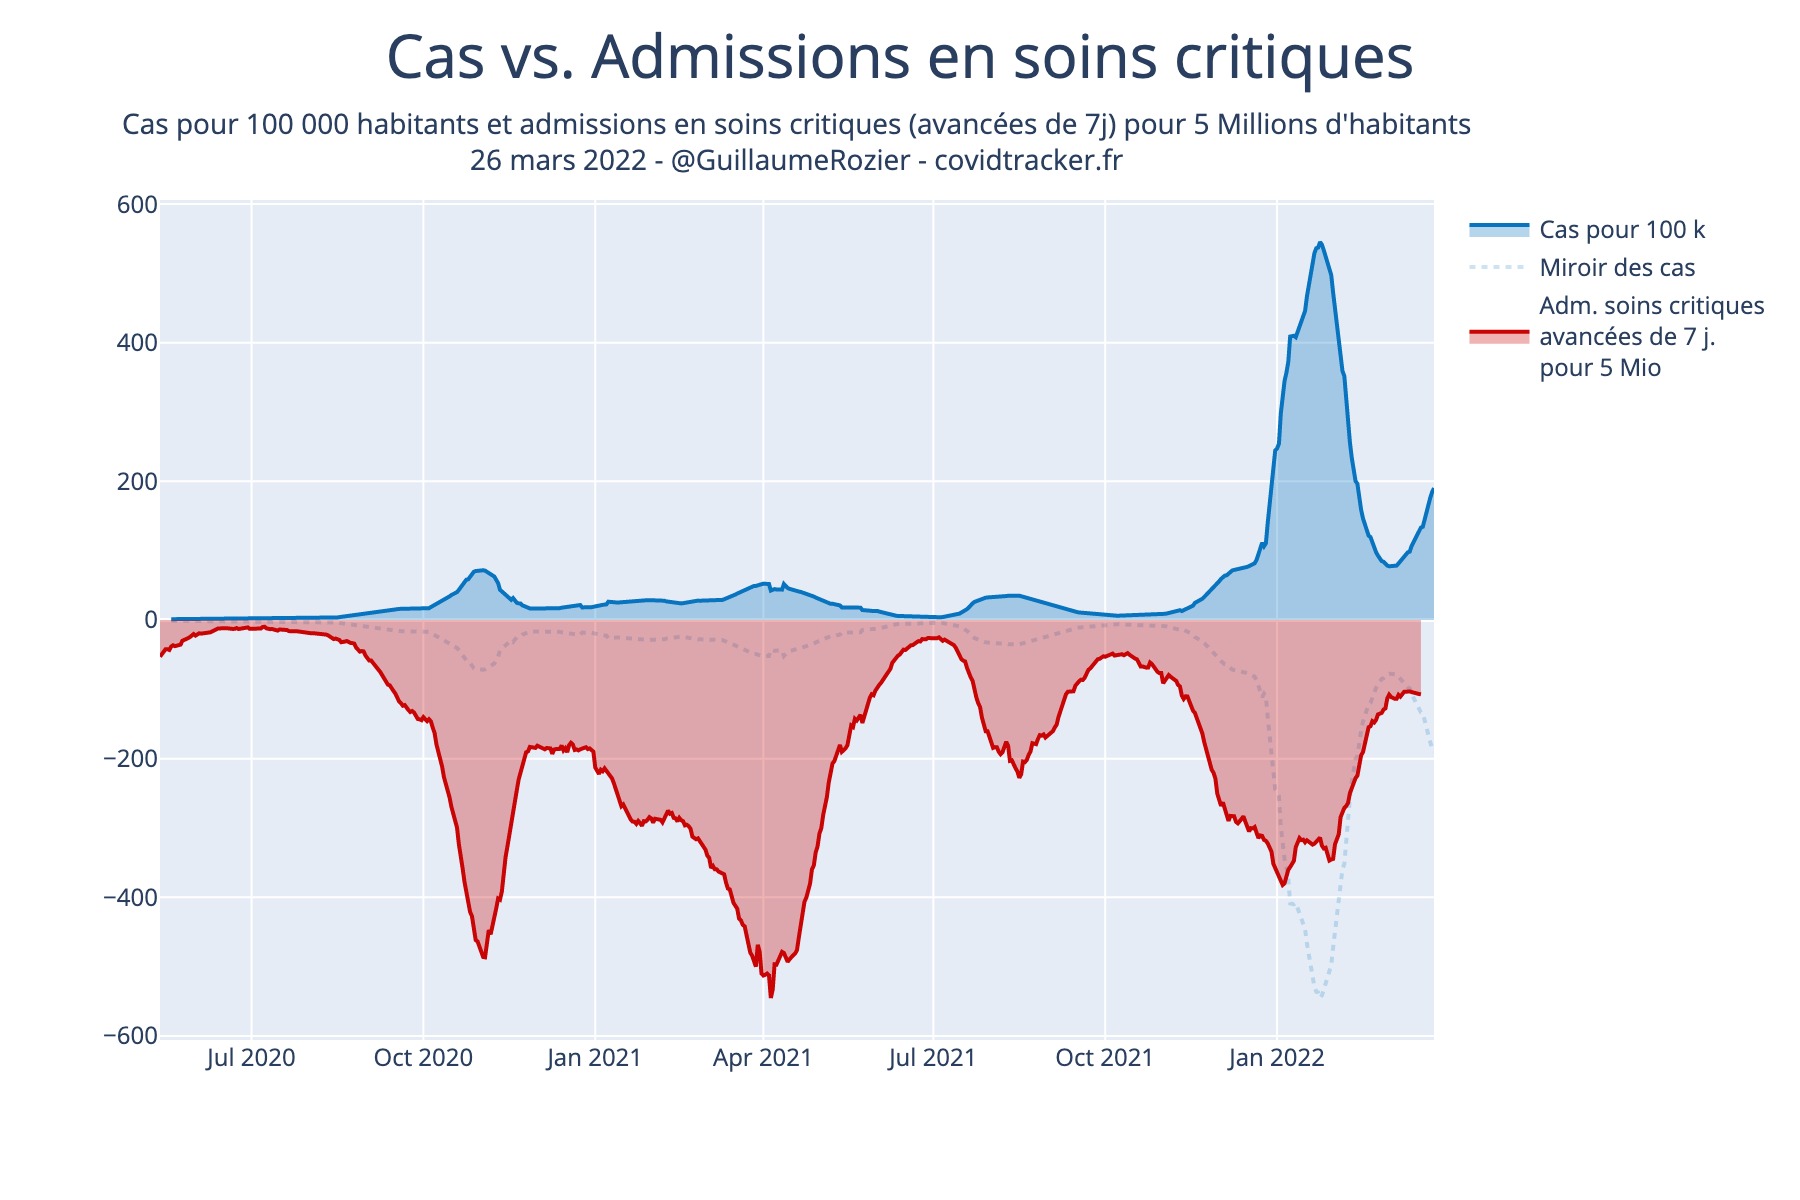 Cas vs. Admissions en soins critiques
Cas pour 100 000 habitants et admissions en soins critiques (avancées de 7j) pour 5 Millions d'habitants
26 mars 2022 - @GuillaumeRozier - covidtracker.fr
600
400
200
0
−200
−400
−600
Jul 2020
Oct 2020
Jan 2021
Apr 2021
Jul 2021
Oct 2021
Jan 2022
Cas pour 100 k
Miroir des cas
Adm. soins critiques
avancées de 7 j.
pour 5 Mio